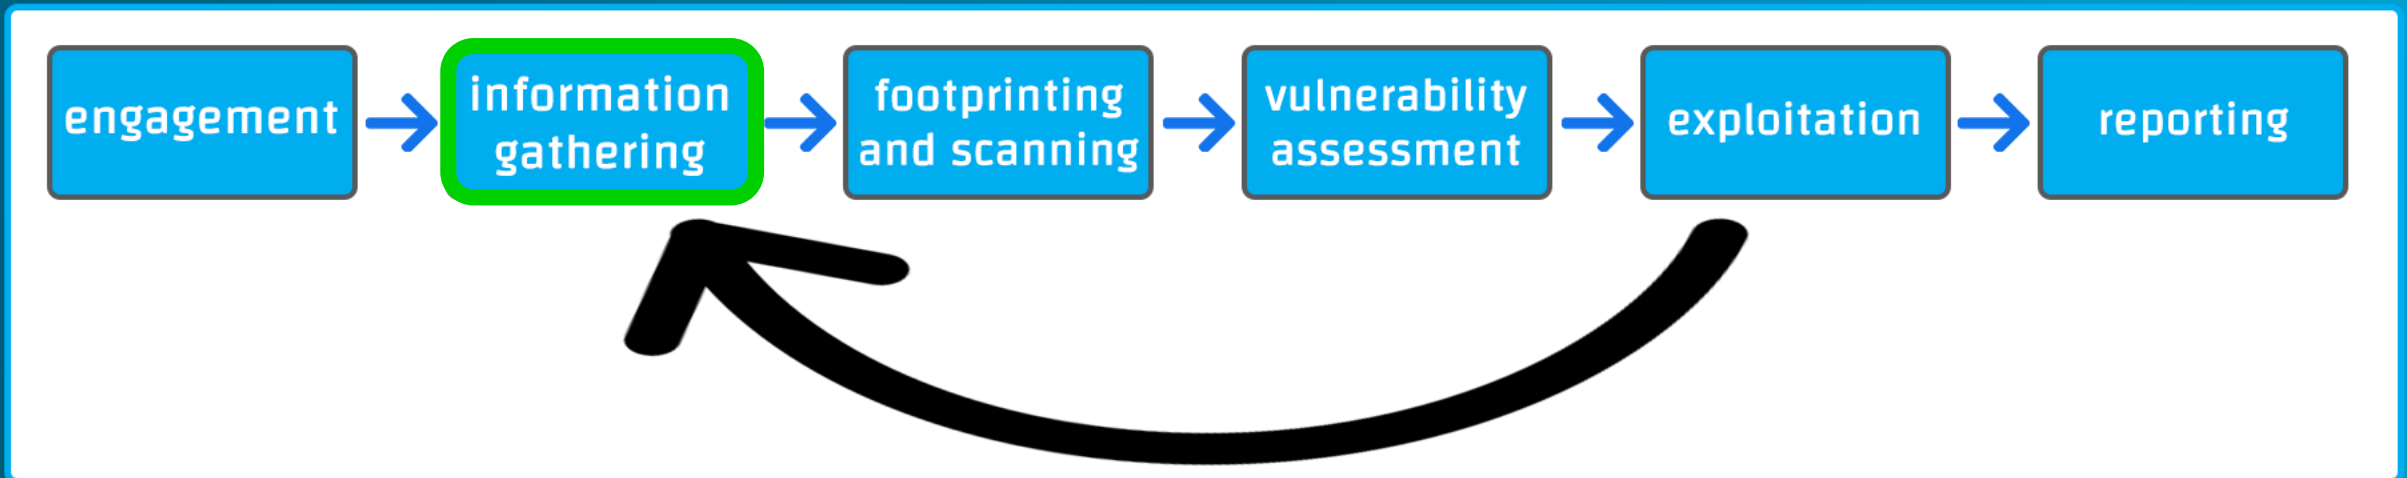 engagement
information
gathering
footprinting
and scanning
vulnerability
assessment
exploitation
reporting